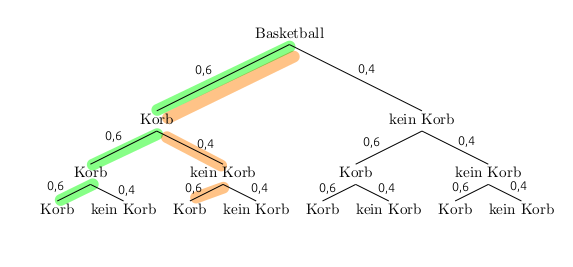 Basketball
0,6 0,4
Korb kein Korb
0,6 0,4 0,6 0,4
Korb kein Korb Korb kein Korb
0,6 0,4 0,6 0,4 0,6 0,4 0,6 0,4
Korb kein Korb Korb kein Korb Korb kein Korb Korb kein Korb